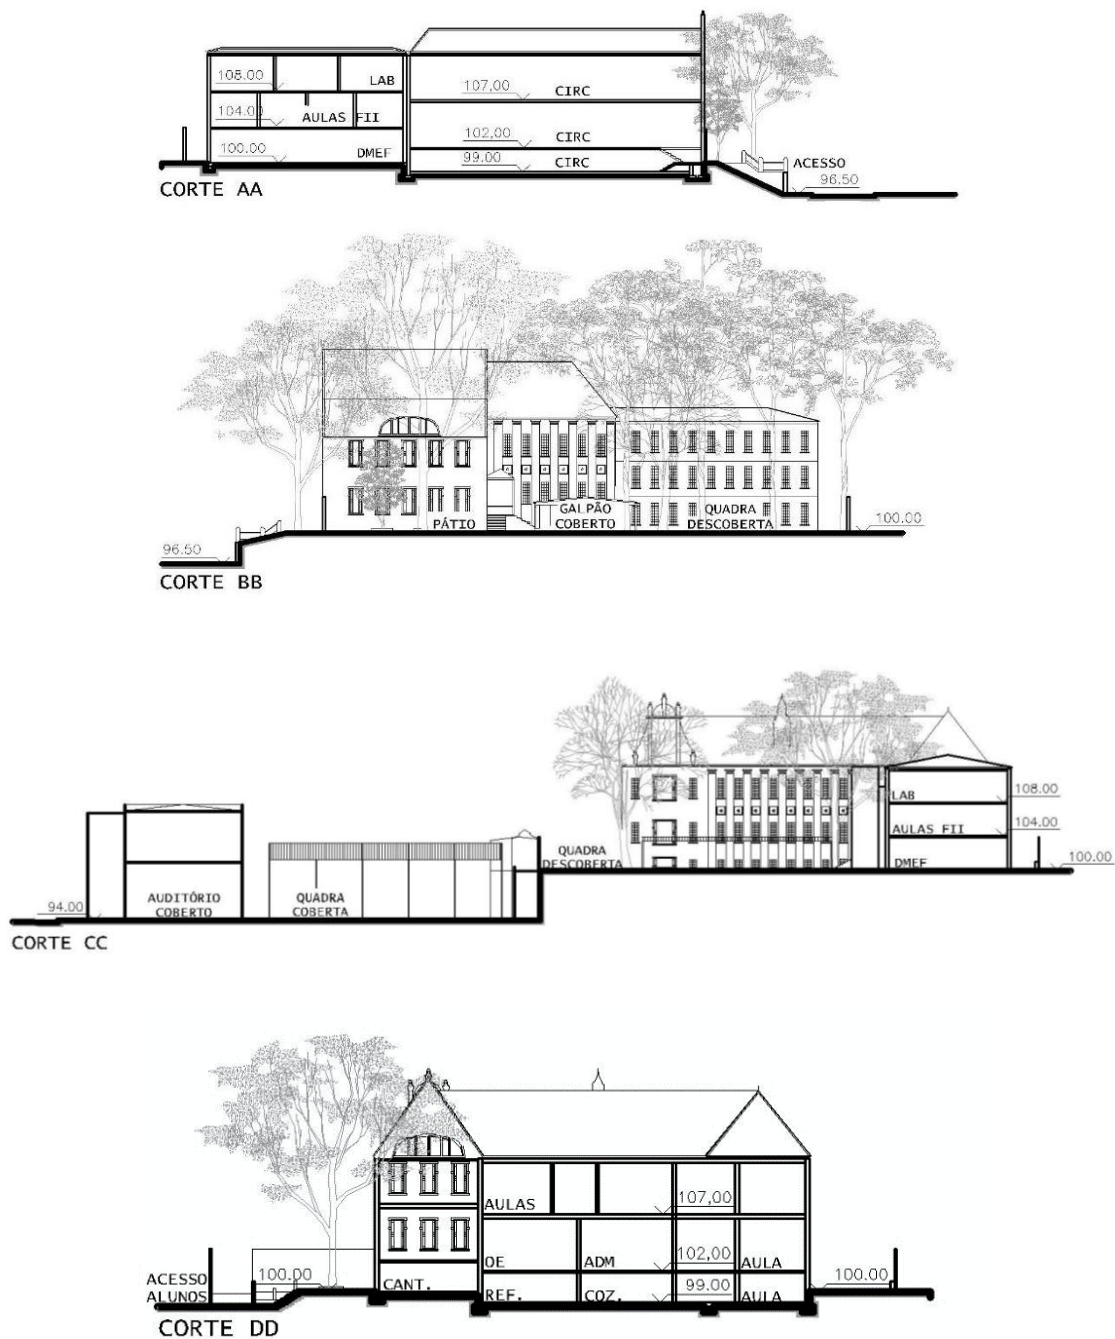 108.00
LAB
107,00
CIRC
104.00
AULAS FII
102,00
CIRC
100.00
DMEF
99.00
CIRC
ACESSO
96.50
CORTE AA
PÁTIO
GALPÃO
COBERTO
QUADRA
DESCOBERTA
100.00
96.50
CORTE BB
LAB
108.00
AULAS FII
104.00
QUADRA
DESCOBERTA
DMEF
100.00
AUDITÓRIO
COBERTO
QUADRA
COBERTA
94.00
CORTE CC
AULAS
107,00
OE
ADM
102,00
AULA
ACESSO
ALUNOS
100.00
CANT.
REF.
COZ.
99.00
AULA
100.00
CORTE DD